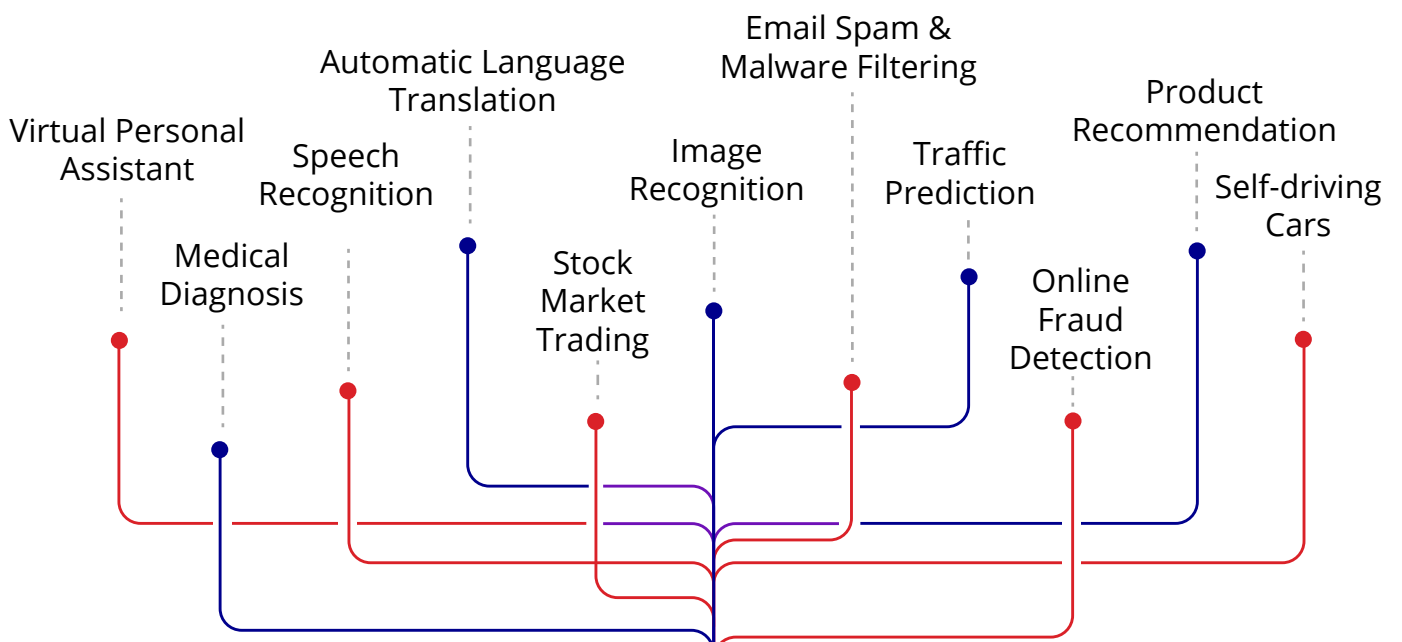 Email Spam &
Malware Filtering
Automatic Language
Translation
Product
Recommendation
Virtual Personal
Assistant
Speech
Recognition
Image
Recognition
Traffic
Prediction
Self-driving
Cars
Medical
Diagnosis
Stock
Market
Trading
Online
Fraud
Detection